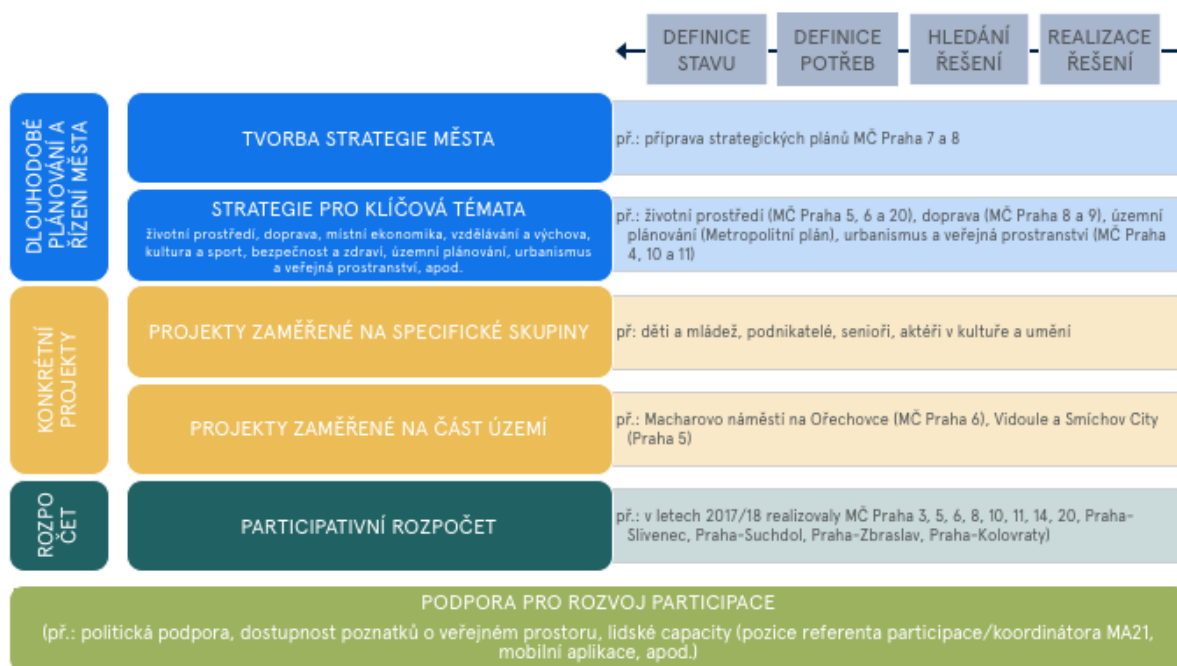 DEFINICE
STAVU
DEFINICE
POTŘEB
HLEDÁNÍ
ŘEŠENÍ
REALIZACE
ŘEŠENÍ
DLOUHODOBÉ
PLÁNOVÁNÍ A
ŘÍZENÍ MĚSTA
TVORBA STRATEGIE MĚSTA
př.: příprava strategických plánů MČ Praha 7 a 8
STRATEGIE PRO KLÍČOVÁ TÉMATA
životní prostředí, doprava, místní ekonomika, vzdělávání a výchova,
kultura a sport, bezpečnost a zdraví, územní plánování, urbanismus
a veřejná prostranství, apod.
př.: životní prostředí (MČ Praha 5, 6 a 20), doprava (MČ Praha 8 a 9), územní
plánování (Metropolitní plán), urbanismus a veřejná prostranství (MČ Praha
4, 10 a 11)
KONKRÉTNÍ
PROJEKTY
PROJEKTY ZAMĚŘENÉ NA SPECIFICKÉ SKUPINY
př: děti a mládež, podnikatelé, senioři, aktéři v kultuře a umění
PROJEKTY ZAMĚŘENÉ NA ČÁST ÚZEMÍ
př.: Macharovo náměstí na Ořechovce (MČ Praha 6), Vidoule a Smíchov City
(Praha 5)
ROZPO
ČET
PARTICIPATIVNÍ ROZPOČET
př.: v letech 2017/18 realizovaly MČ Praha 3, 5, 6, 8, 10, 11, 14, 20, Praha-
Slivenec, Praha-Suchdol, Praha-Zbraslav, Praha-Kolovraty)
PODPORA PRO ROZVOJ PARTICIPACE
(př.: politická podpora, dostupnost poznatků o veřejném prostoru, lidské capacity (pozice referenta participace/koordinátora MA21,
mobilní aplikace, apod.)